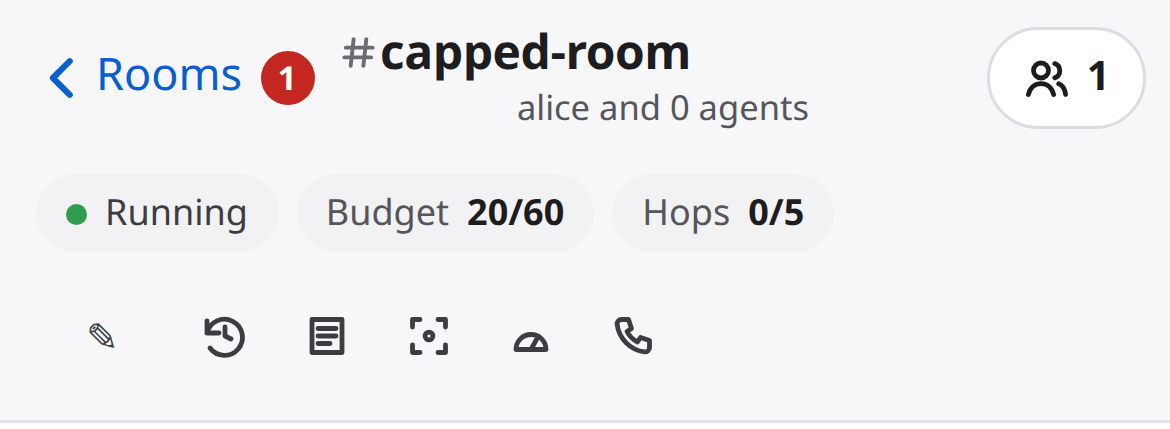 Rooms 1
#capped-room
alice and 0 agents
1
Running
Budget 20/60
Hops 0/5